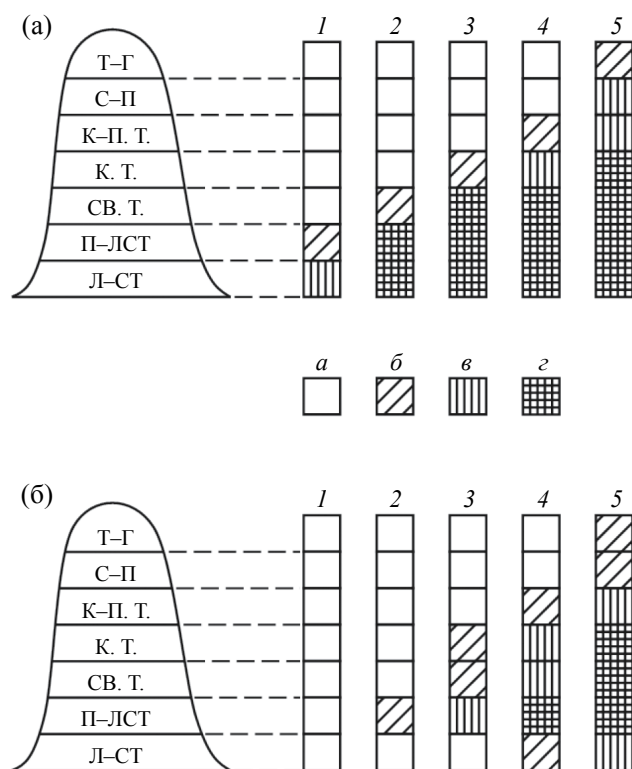 (а)
1 2 3 4 5
Т–Г
С–П
К–П. Т.
К. Т.
СВ. Т.
П–ЛСТ
Л–СТ
а б в г
(б)
1 2 3 4 5
Т–Г
С–П
К–П. Т.
К. Т.
СВ. Т.
П–ЛСТ
Л–СТ